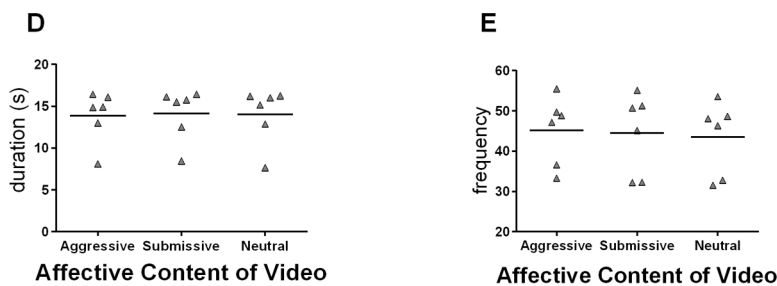 D
duration (s)
20
15
10
5
0
Aggressive Submissive Neutral
Affective Content of Video
E
frequency
60
50
40
30
20
Aggressive Submissive Neutral
Affective Content of Video